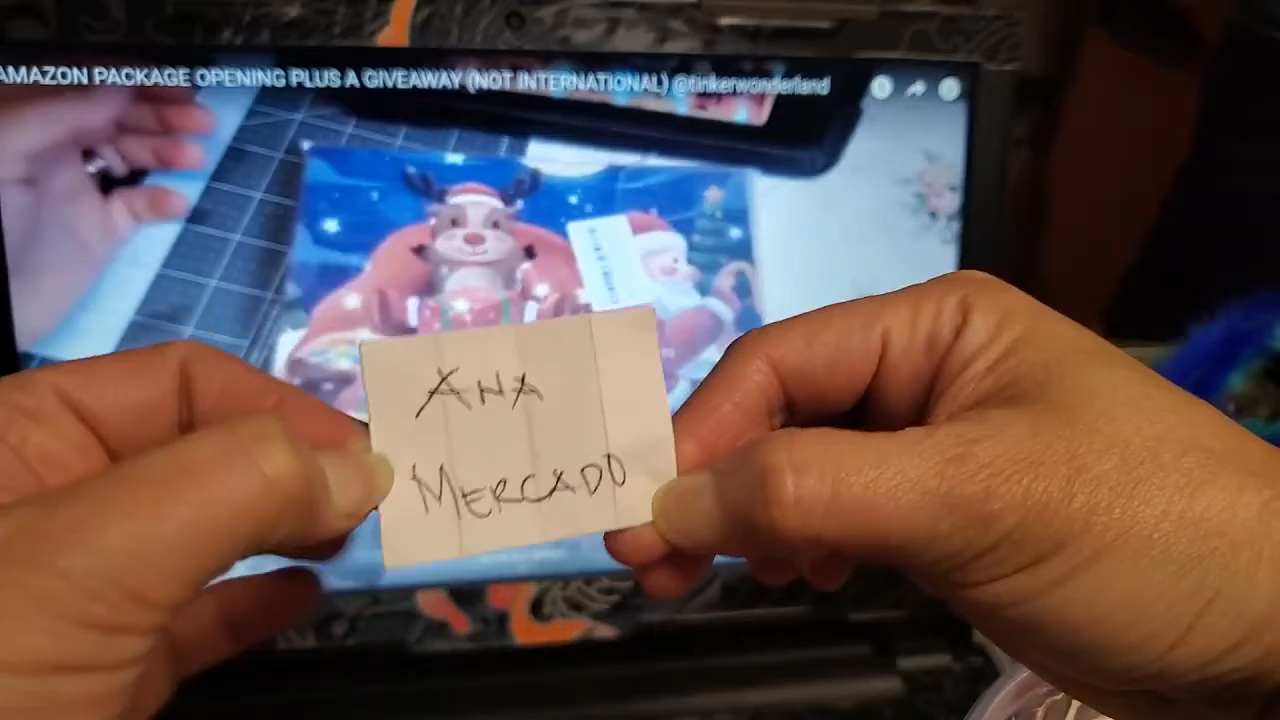 AMAZON PACKAGE OPENING PLUS A GIVEAWAY (NOT INTERNATIONAL) @tinkerwonderland
ANA
MERCADO